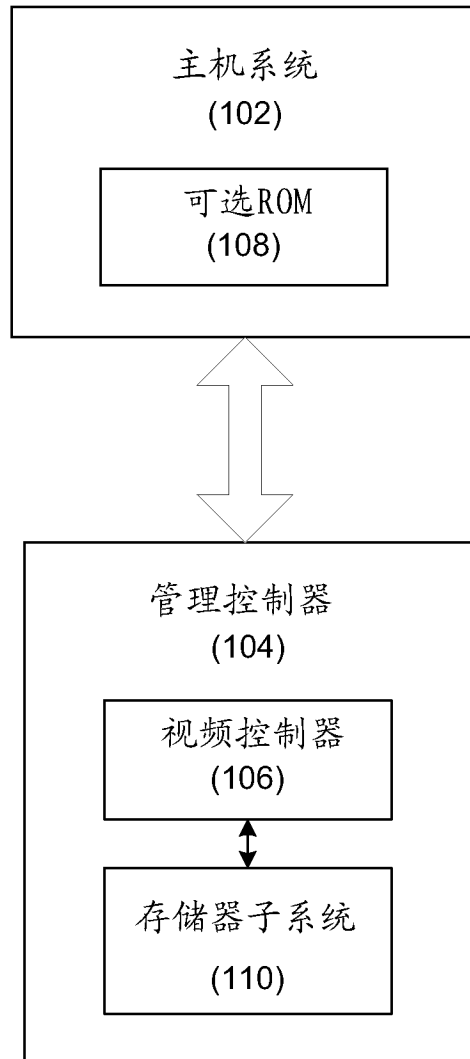 主机系统
(102)
可选ROM
(108)
管理控制器
(104)
视频控制器
(106)
存储器子系统
(110)